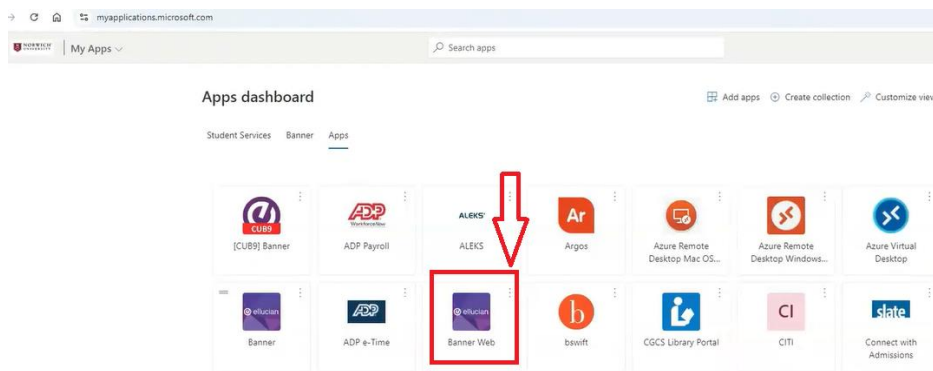 myapplications.microsoft.com
NORWICH
UNIVERSITY
My Apps
Search apps
Apps dashboard
Add apps
Create collection
Customize view
Student Services
Banner
Apps
CUB9
ADP
WorkforceNow
ALEKS
Ar
[CUB9] Banner
ADP Payroll
ALEKS
Argos
Azure Remote
Desktop Mac OS...
Azure Remote
Desktop Windows...
Azure Virtual
Desktop
ellucian
ADP
ellucian
b
CI
slate
Banner
ADP e-Time
Banner Web
bswift
CGCS Library Portal
CITI
Connect with
Admissions